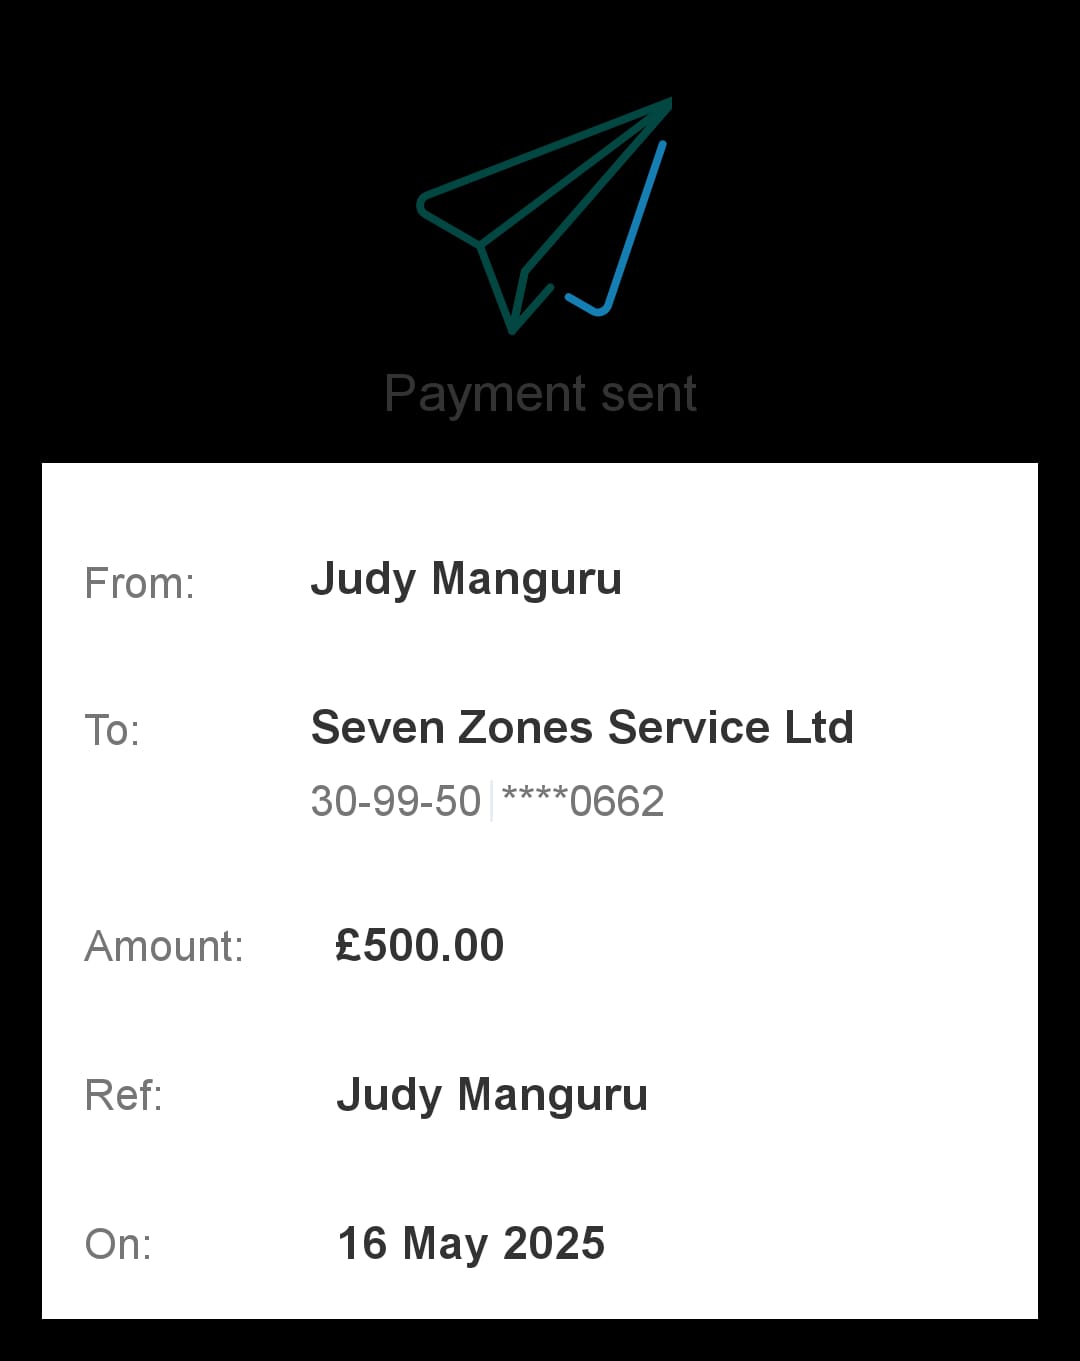 Payment sent
From: Judy Manguru
To: Seven Zones Service Ltd
30-99-50 ****0662
Amount: £500.00
Ref: Judy Manguru
On: 16 May 2025